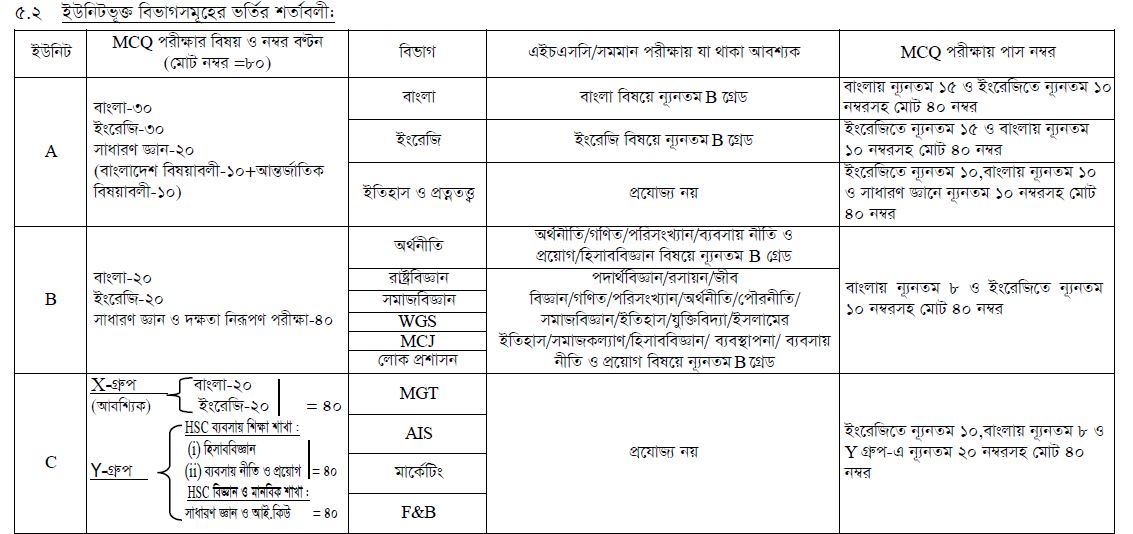 ৫.২ ইউনিটভূক্ত বিভাগসমূহের ভর্তির শর্তাবলী:
ইউনিট
MCQ পরীক্ষার বিষয় ও নম্বর বণ্টন
(মোট নম্বর =৮০)
বিভাগ
এইচএসসি/সমমান পরীক্ষায় যা থাকা আবশ্যক
MCQ পরীক্ষায় পাস নম্বর
A
বাংলা-৩০
ইংরেজি-৩০
সাধারণ জ্ঞান-২০
(বাংলাদেশ বিষয়াবলী-১০+আন্তর্জাতিক
বিষয়াবলী-১০)
বাংলা
বাংলা বিষয়ে ন্যূনতম B গ্রেড
বাংলায় ন্যূনতম ১৫ ও ইংরেজিতে ন্যূনতম ১০
নম্বরসহ মোট ৪০ নম্বর
ইংরেজি
ইংরেজি বিষয়ে ন্যূনতম B গ্রেড
ইংরেজিতে ন্যূনতম ১৫ ও বাংলায় ন্যূনতম
১০ নম্বরসহ মোট ৪০ নম্বর
ইতিহাস ও প্রত্নতত্ত্ব
প্রযোজ্য নয়
ইংরেজিতে ন্যূনতম ১০,বাংলায় ন্যূনতম ১০
ও সাধারণ জ্ঞানে ন্যূনতম ১০ নম্বরসহ মোট
৪০ নম্বর
B
বাংলা-২০
ইংরেজি-২০
সাধারণ জ্ঞান ও দক্ষতা নিরূপণ পরীক্ষা-৪০
অর্থনীতি
অর্থনীতি/গণিত/পরিসংখ্যান/ব্যবসায় নীতি ও
প্রয়োগ/হিসাববিজ্ঞান বিষয়ে ন্যূনতম B গ্রেড
রাষ্ট্রবিজ্ঞান
সমাজবিজ্ঞান
WGS
MCJ
লোক প্রশাসন
পদার্থবিজ্ঞান/রসায়ন/জীব
বিজ্ঞান/গণিত/পরিসংখ্যান/অর্থনীতি/পৌরনীতি/
সমাজবিজ্ঞান/ইতিহাস/যুক্তিবিদ্যা/ইসলামের
ইতিহাস/সমাজকল্যাণ/হিসাববিজ্ঞান/ ব্যবস্থাপনা/ ব্যবসায়
নীতি ও প্রয়োগ বিষয়ে ন্যূনতম B গ্রেড
বাংলায় ন্যূনতম ৮ ও ইংরেজিতে ন্যূনতম
১০ নম্বরসহ মোট ৪০ নম্বর
C
X-গ্রুপ
(আবশ্যিক)
বাংলা-২০
ইংরেজি-২০ = ৪০
Y-গ্রুপ
HSC ব্যবসায় শিক্ষা শাখা :
(i) হিসাববিজ্ঞান
(ii) ব্যবসায় নীতি ও প্রয়োগ = ৪০
HSC বিজ্ঞান ও মানবিক শাখা :
সাধারণ জ্ঞান ও আই.কিউ = ৪০
MGT
AIS
মার্কেটিং
F&B
প্রযোজ্য নয়
ইংরেজিতে ন্যূনতম ১০,বাংলায় ন্যূনতম ৮ ও
Y গ্রুপ-এ ন্যূনতম ২০ নম্বরসহ মোট ৪০
নম্বর